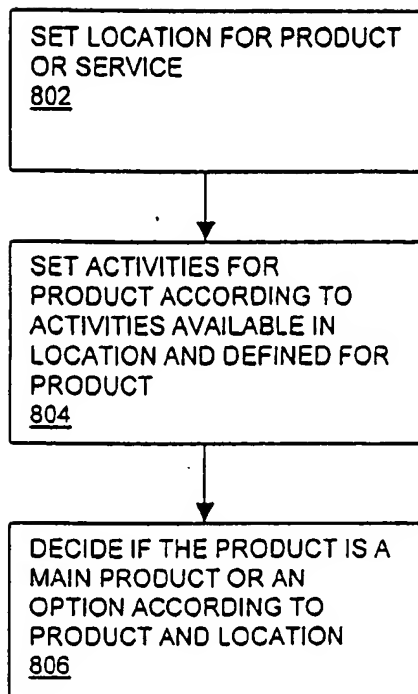 SET LOCATION FOR PRODUCT
OR SERVICE
802
SET ACTIVITIES FOR
PRODUCT ACCORDING TO
ACTIVITIES AVAILABLE IN
LOCATION AND DEFINED FOR
PRODUCT
804
DECIDE IF THE PRODUCT IS A
MAIN PRODUCT OR AN
OPTION ACCORDING TO
PRODUCT AND LOCATION
806